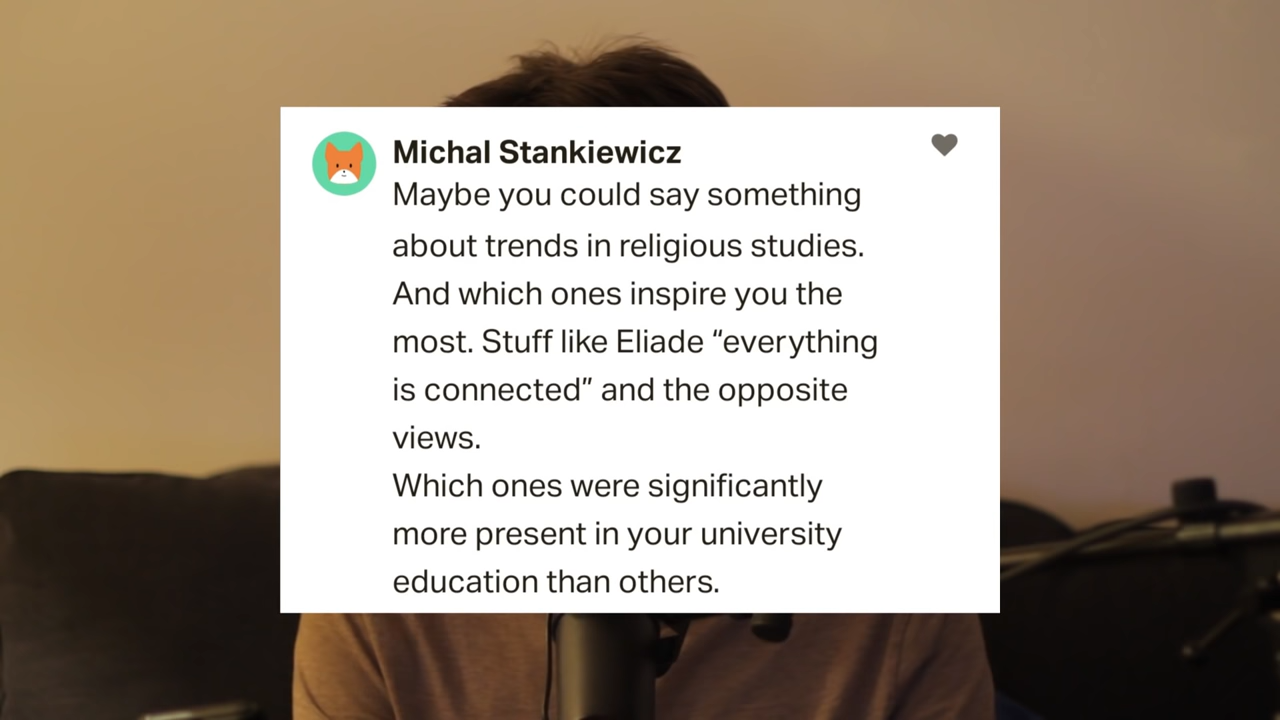 Michal Stankiewicz
Maybe you could say something
about trends in religious studies.
And which ones inspire you the
most. Stuff like Eliade “everything
is connected” and the opposite
views.
Which ones were significantly
more present in your university
education than others.